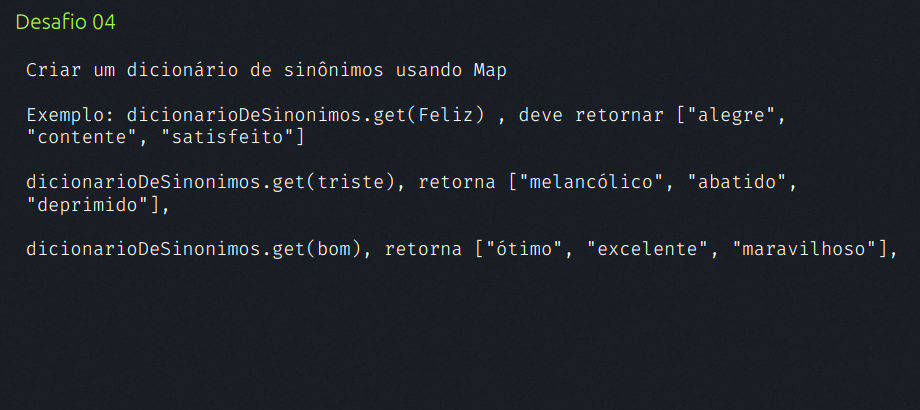 Desafio 04
Criar um dicionário de sinônimos usando Map
Exemplo: dicionarioDeSinonimos.get(Feliz) , deve retornar ["alegre",
"contente", "satisfeito"]
dicionarioDeSinonimos.get(triste), retorna ["melancólico", "abatido",
"deprimido"],
dicionarioDeSinonimos.get(bom), retorna ["ótimo", "excelente", "maravilhoso"],